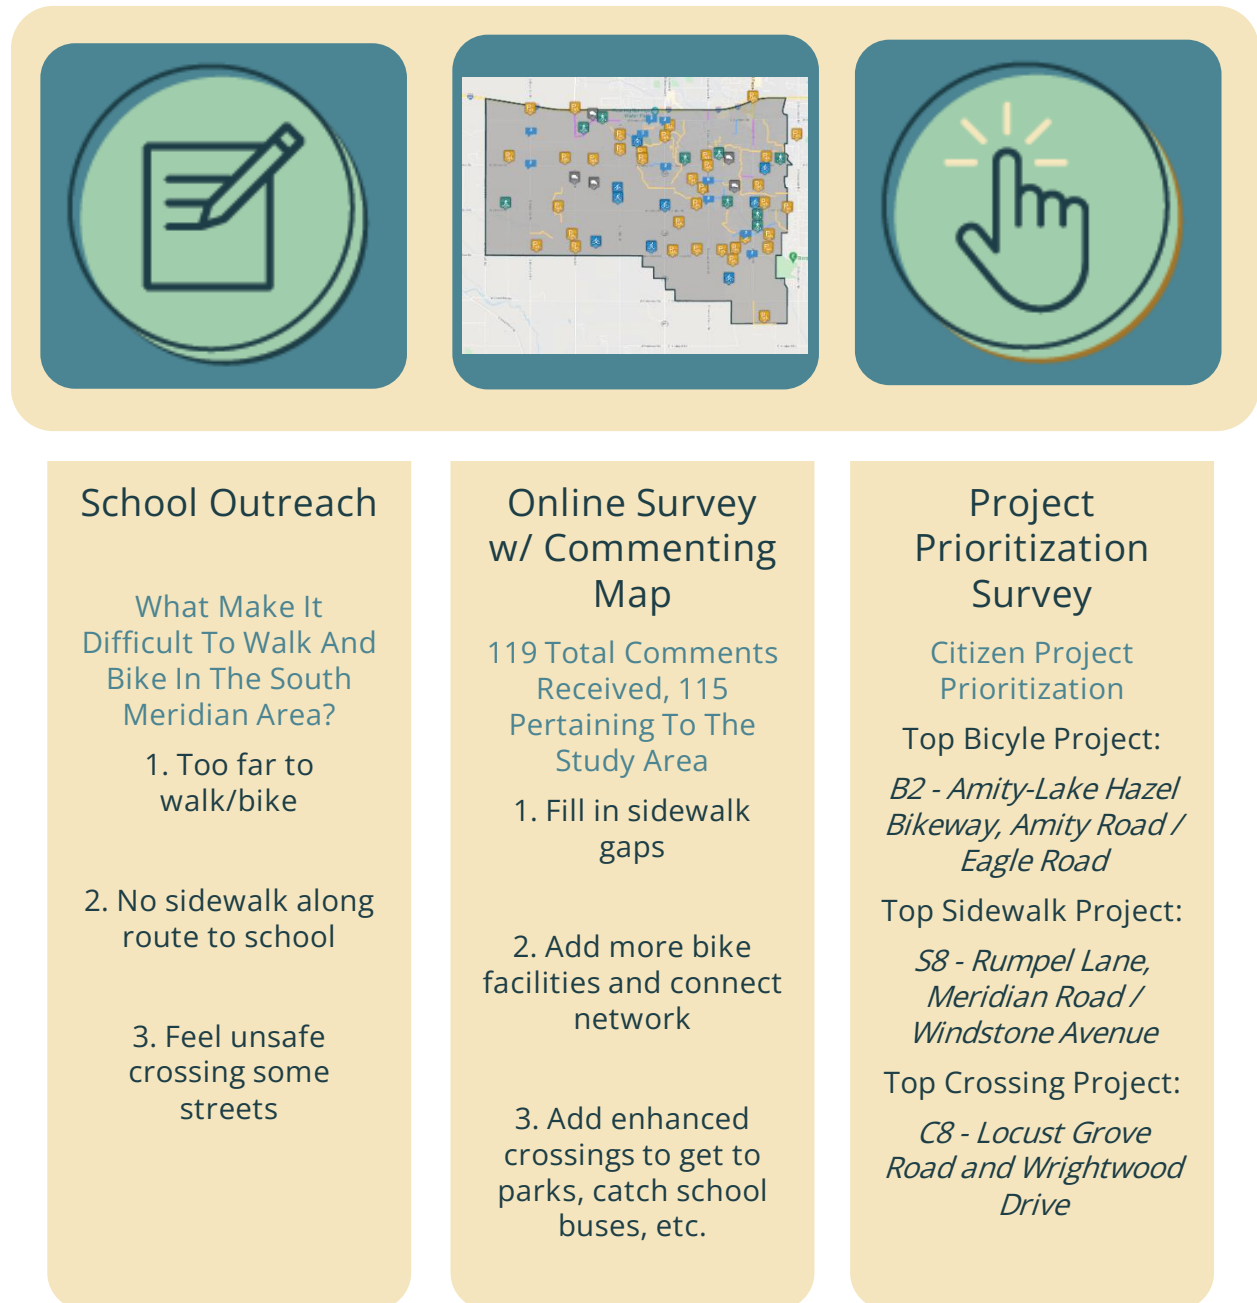 School Outreach
What Make It
Difficult To Walk And
Bike In The South
Meridian Area?
1. Too far to
walk/bike
2. No sidewalk along
route to school
3. Feel unsafe
crossing some
streets
Online Survey
w/ Commenting
Map
119 Total Comments
Received, 115
Pertaining To The
Study Area
1. Fill in sidewalk
gaps
2. Add more bike
facilities and connect
network
3. Add enhanced
crossings to get to
parks, catch school
buses, etc.
Project
Prioritization
Survey
Citizen Project
Prioritization
Top Bicyle Project:
B2 - Amity-Lake Hazel
Bikeway, Amity Road /
Eagle Road
Top Sidewalk Project:
S8 - Rumpel Lane,
Meridian Road /
Windstone Avenue
Top Crossing Project:
C8 - Locust Grove
Road and Wrightwood
Drive